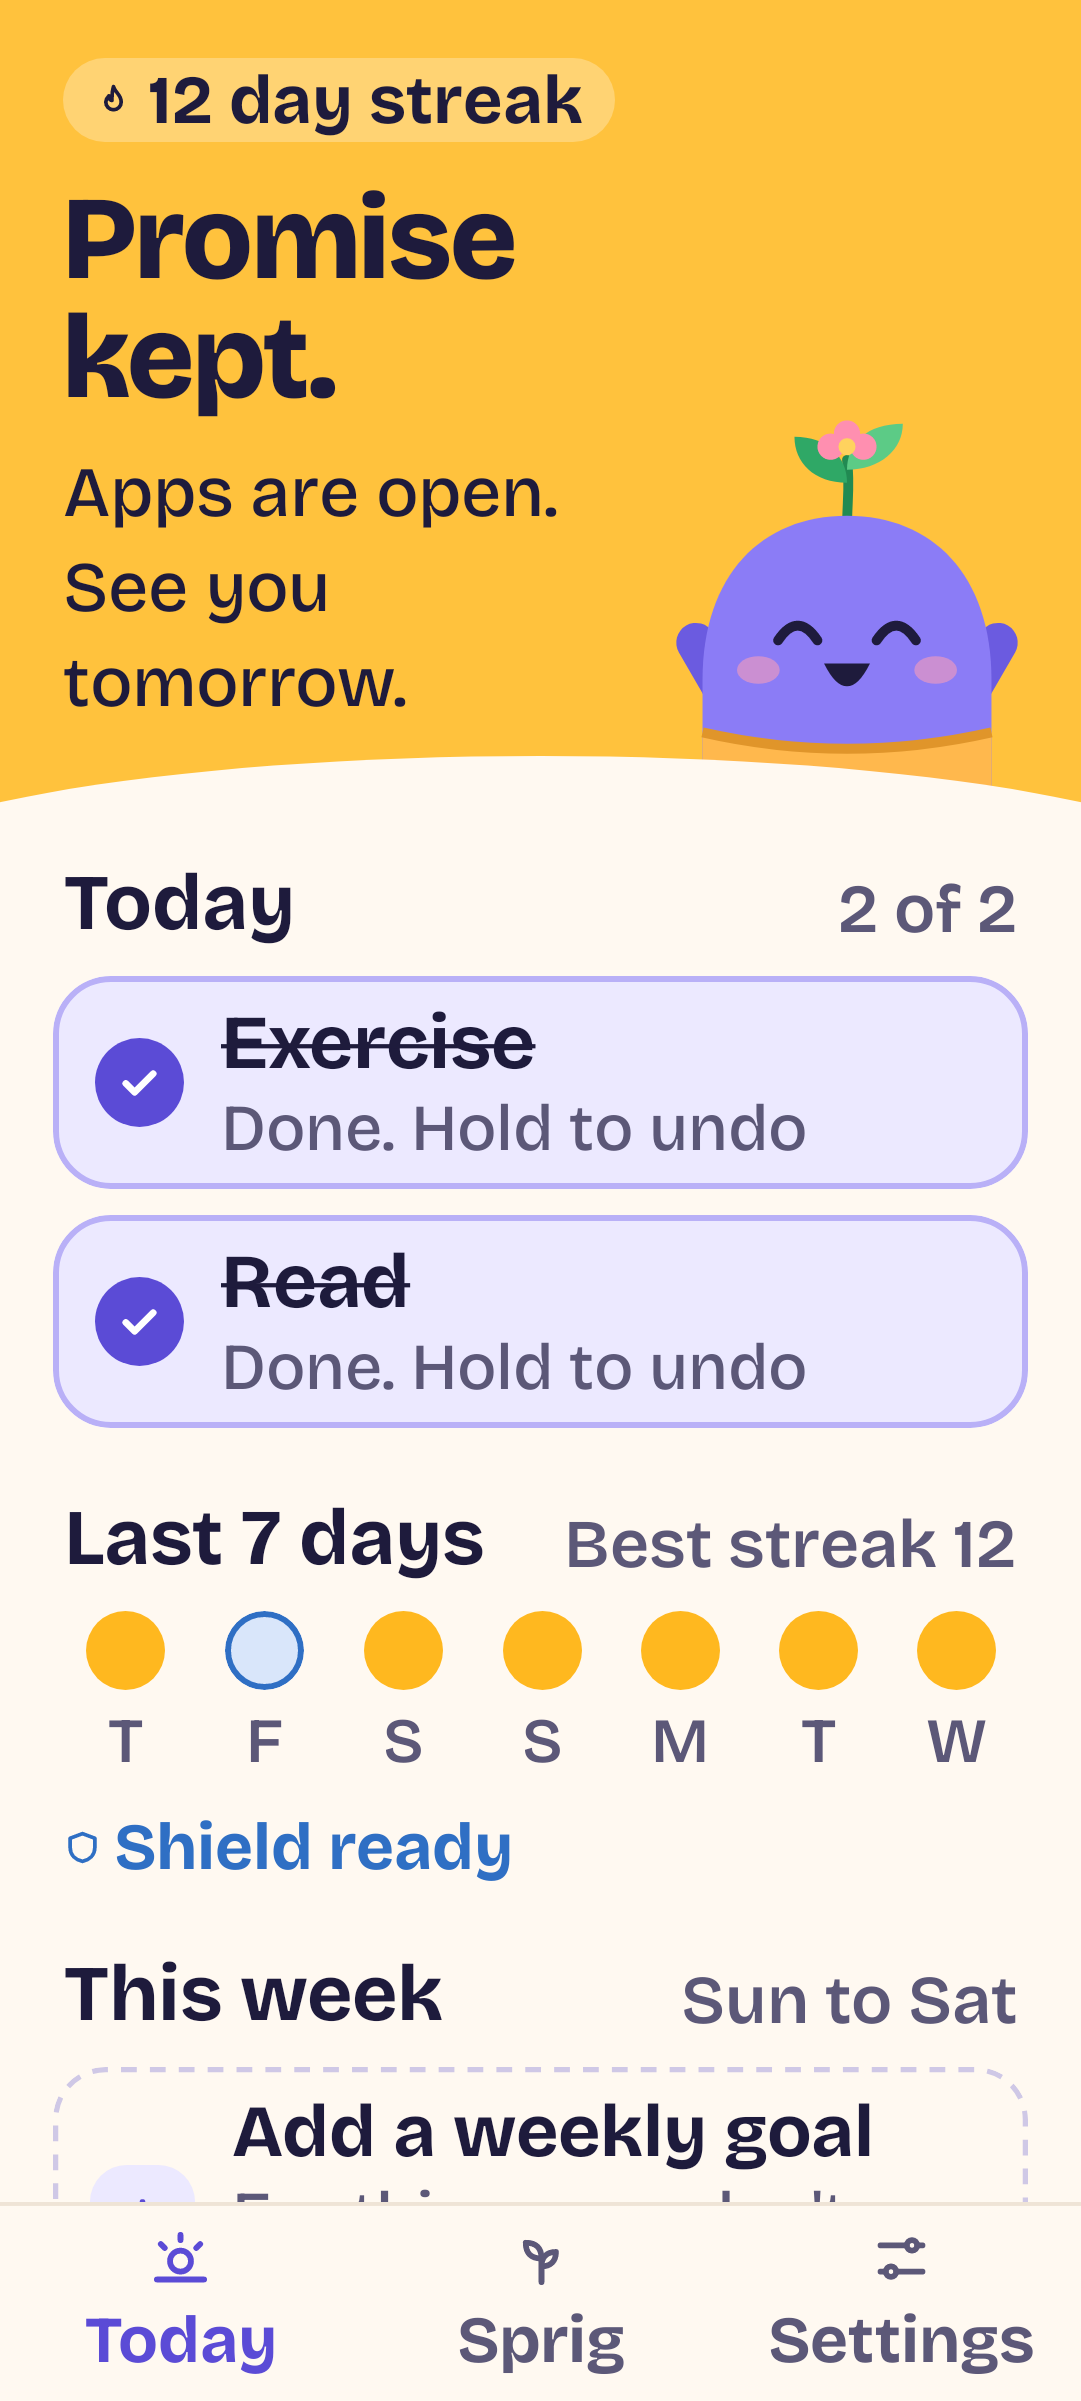 12 day streak
Promise
kept.
Apps are open.
See you
tomorrow.
Today
2 of 2
Exercise
Done. Hold to undo
Read
Done. Hold to undo
Last 7 days
Best streak 12
T F S S M T W
Shield ready
This week
Sun to Sat
Add a weekly goal
Today
Sprig
Settings